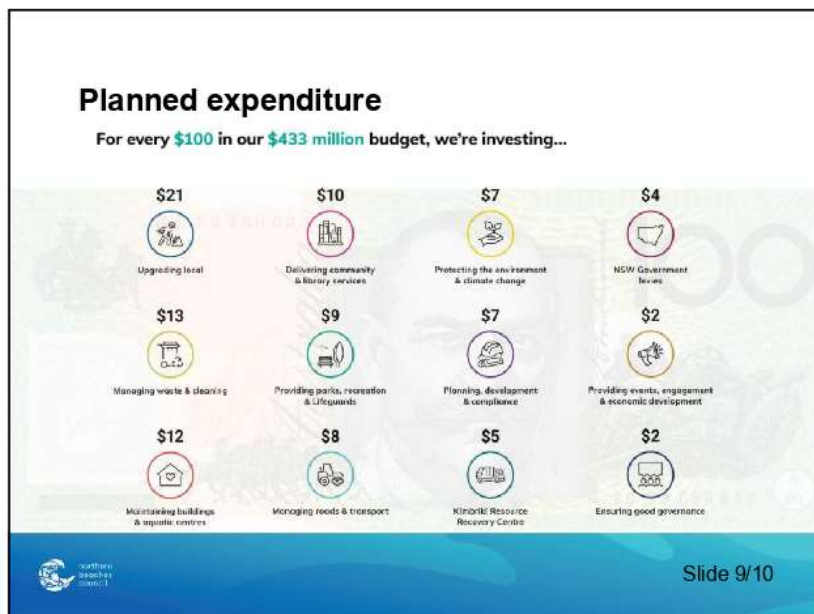 Planned expenditure
For every $100 in our $433 million budget, we're investing...
$21
Upgrading local
$10
Delivering community
& library services
$7
Protecting the environment
& climate change
$4
NSW Government
levies
$13
Managing waste & cleaning
$9
Providing parks, recreation
& Lifeguards
$7
Planning, development
& compliance
$2
Providing events, engagement
& economic development
$12
Maintaining buildings
& aquatic centres
$8
Managing roads & transport
$5
Kimbriki Resource
Recovery Centre
$2
Ensuring good governance
northern
beaches
council
Slide 9/10